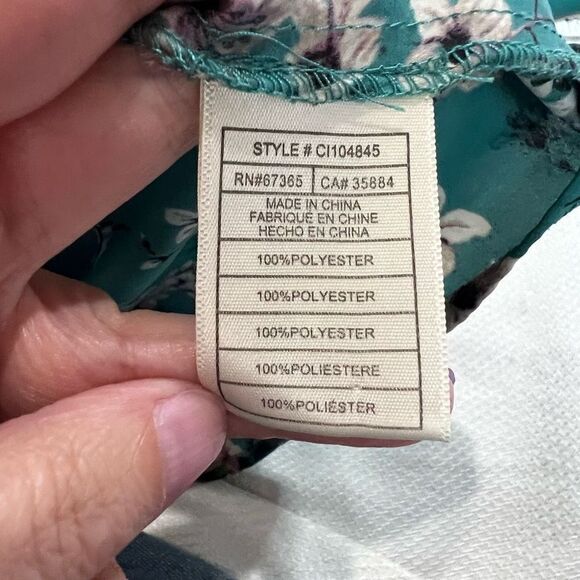 STYLE # CI104845
RN#67365 CA# 35884
MADE IN CHINA
FABRIQUÉ EN CHINE
HECHO EN CHINA
100%POLYESTER
100%POLYESTER
100%POLYESTER
100%POLIESTERE
100%POLIÉSTER